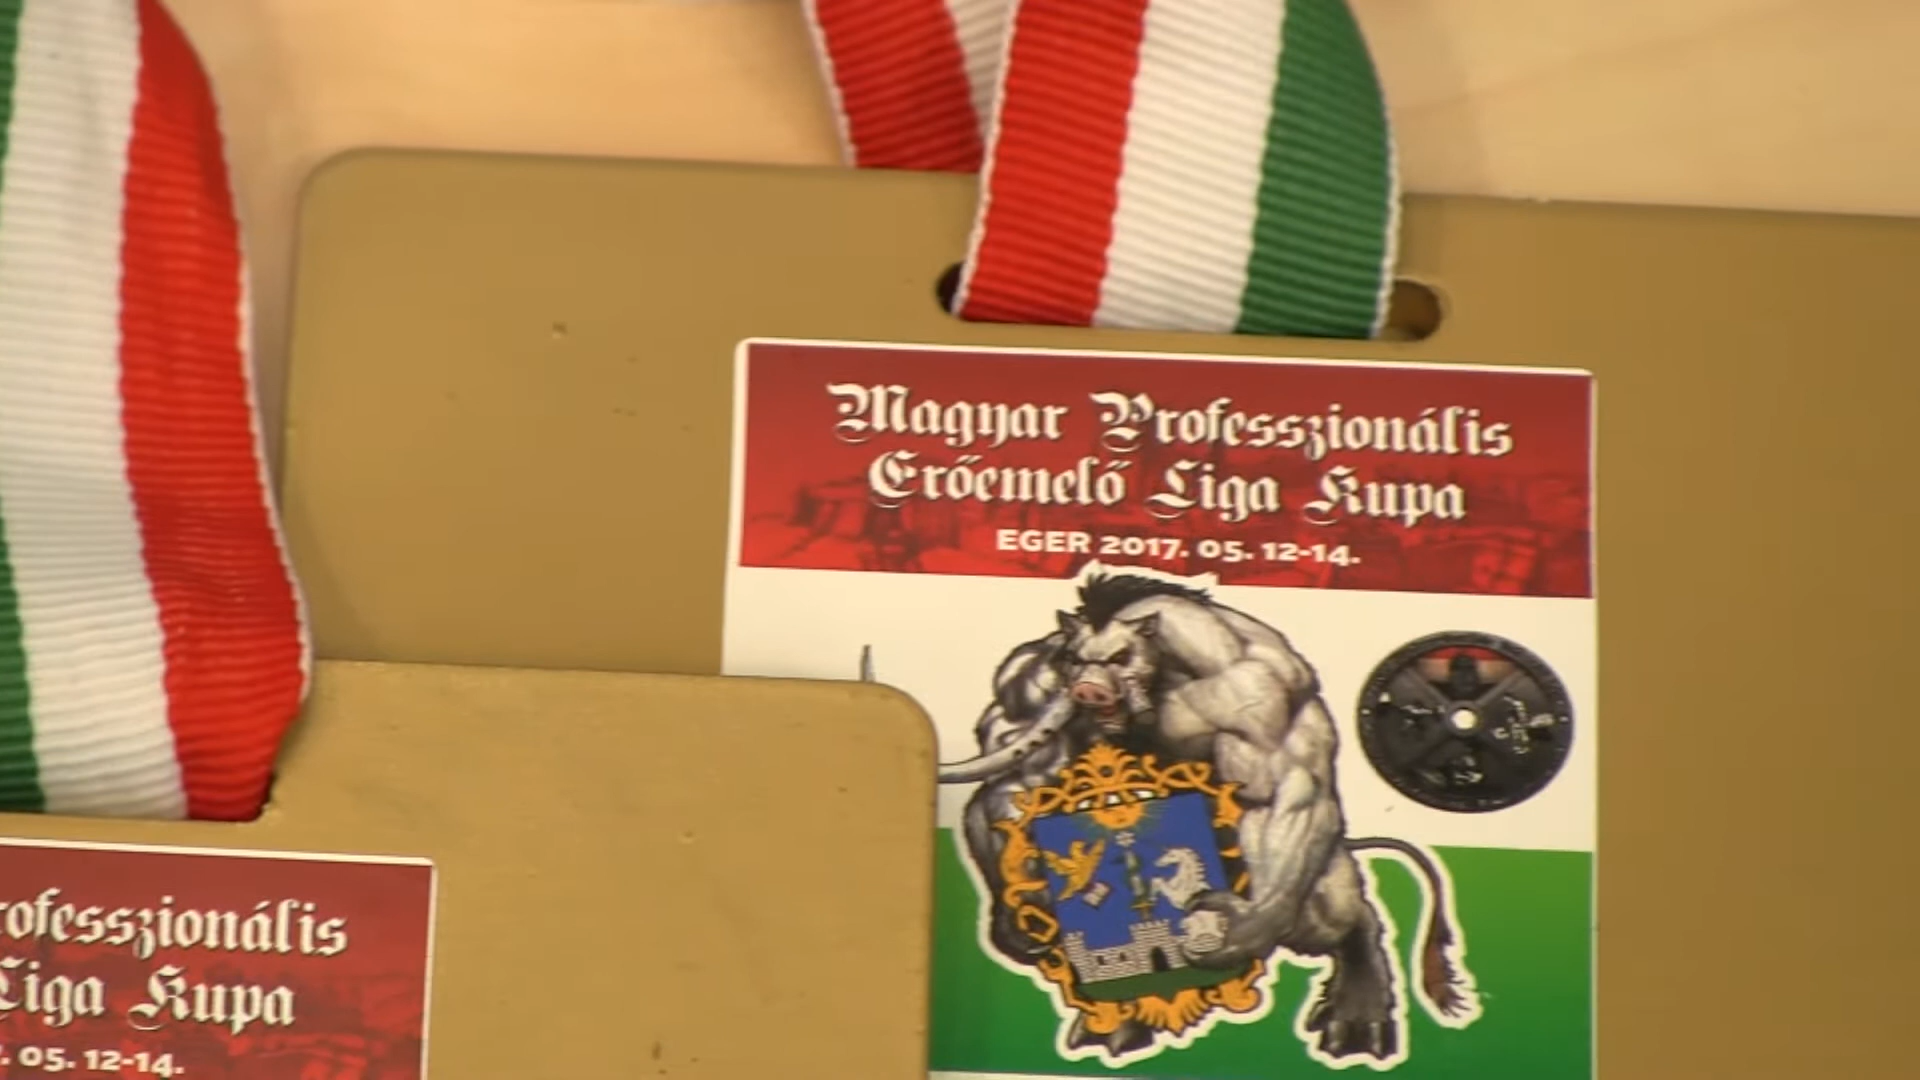 Magyar Professzionális
Erőemelő Liga Kupa
EGER 2017. 05. 12-14.
rofesszionális
Liga Kupa
. 05. 12-14.